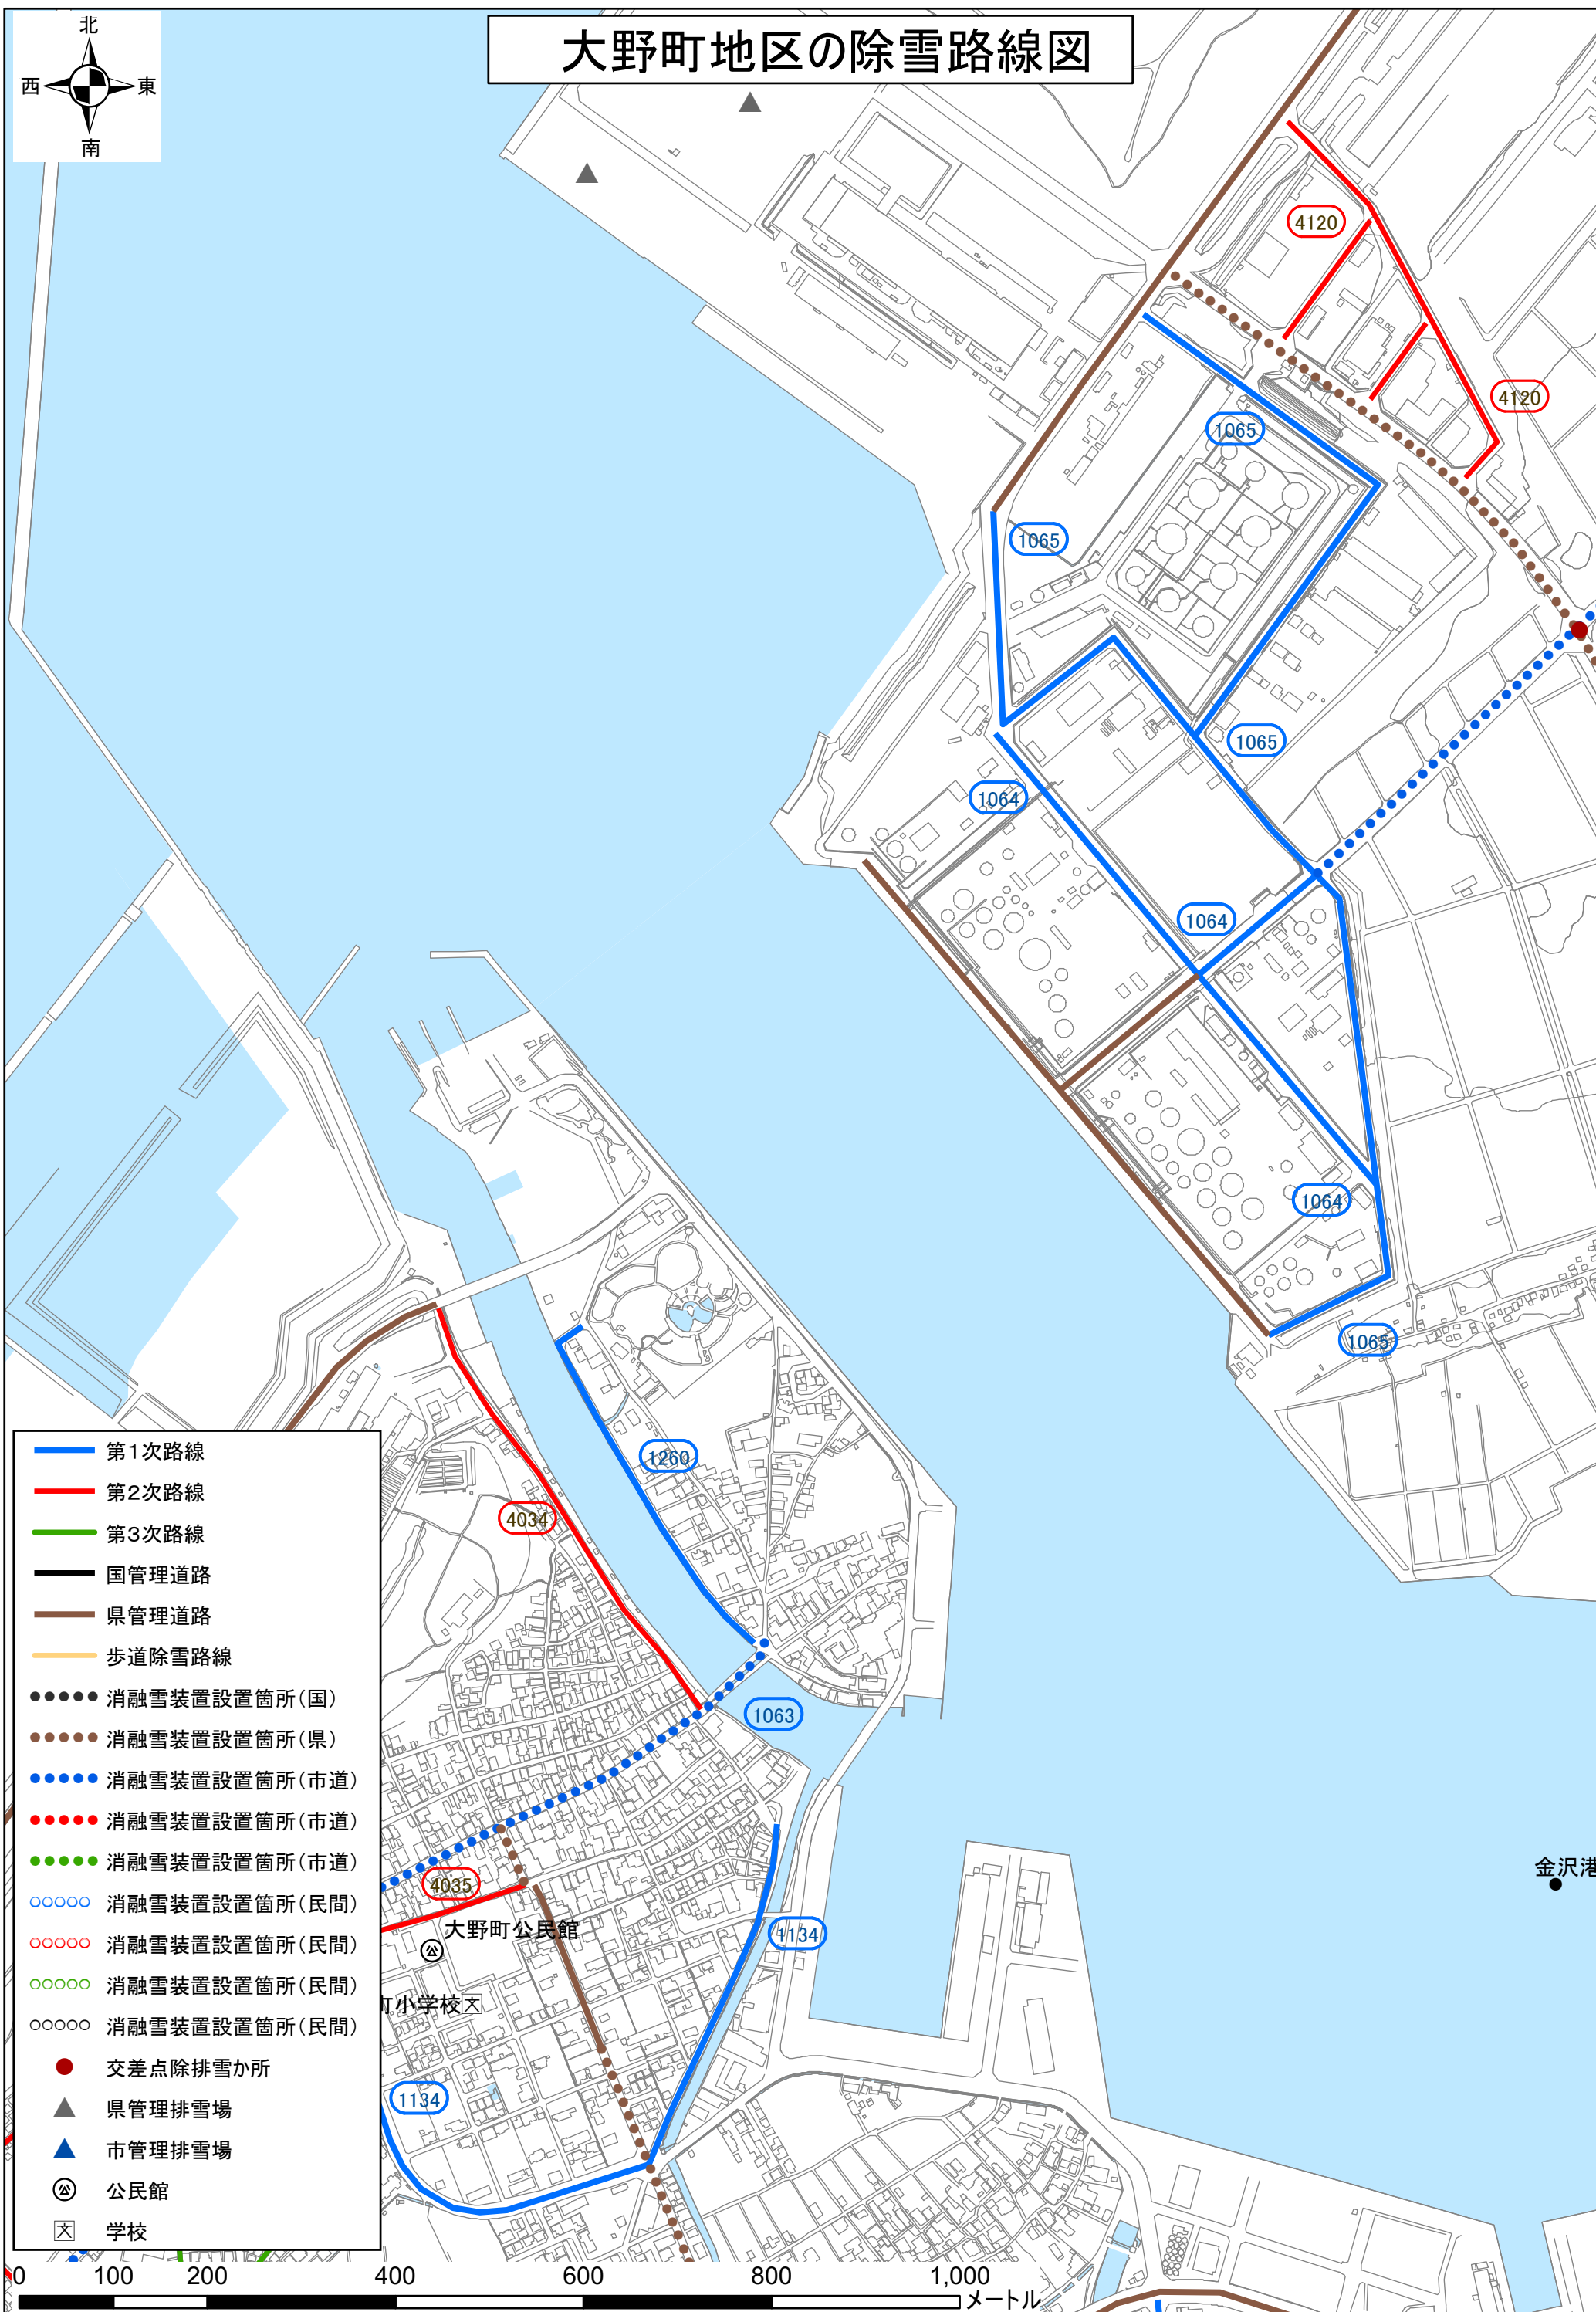 大野町地区の除雪路線図
北
西
東
南
4120
4120
1065
1065
1065
1064
1064
1064
1065
1260
4034
1063
4035
大野町公民館
1134
町小学校
文
1134
金沢港
第1次路線
第2次路線
第3次路線
国管理道路
県管理道路
歩道除雪路線
消融雪装置設置箇所(国)
消融雪装置設置箇所(県)
消融雪装置設置箇所(市道)
消融雪装置設置箇所(市道)
消融雪装置設置箇所(市道)
消融雪装置設置箇所(民間)
消融雪装置設置箇所(民間)
消融雪装置設置箇所(民間)
消融雪装置設置箇所(民間)
交差点除排雪か所
県管理排雪場
市管理排雪場
公 公民館
文 学校
0 100 200 400 600 800 1,000
メートル